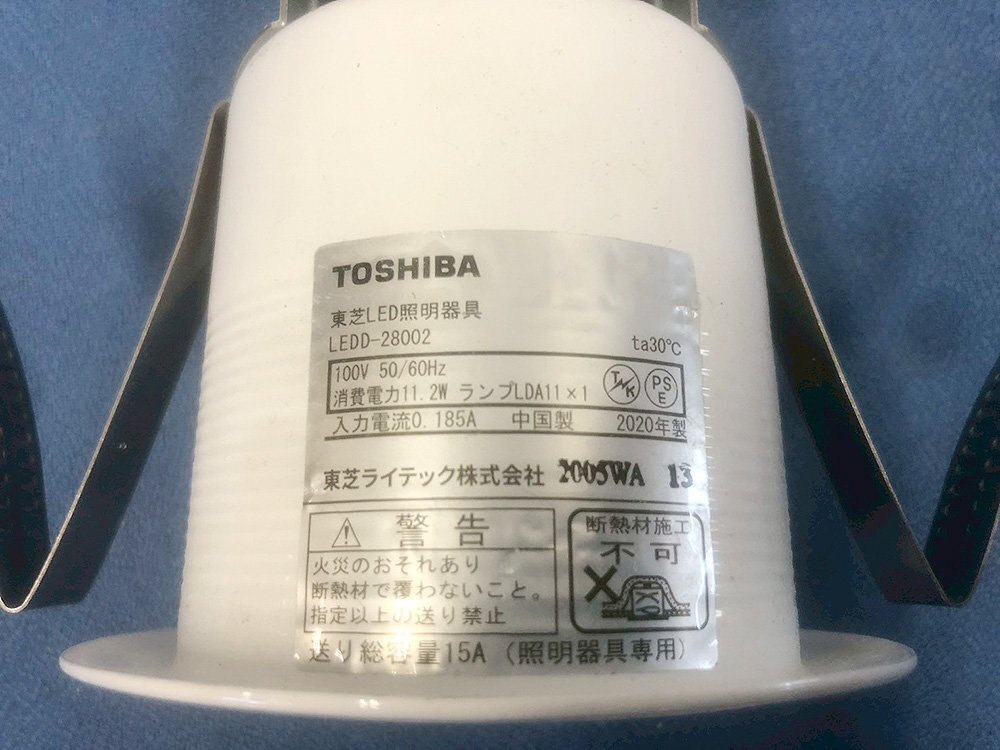 TOSHIBA
東芝LED照明器具
LEDD-28002
ta30℃
100V 50/60Hz
消費電力11.2W ランプLDA11×1
PS
E
入力電流0.185A 中国製 2020年製
東芝ライテック株式会社 2005WA 13
警告
火災のおそれあり
断熱材で覆わないこと。
指定以上の送り禁止
断熱材施工
不可
送り総容量15A (照明器具専用)